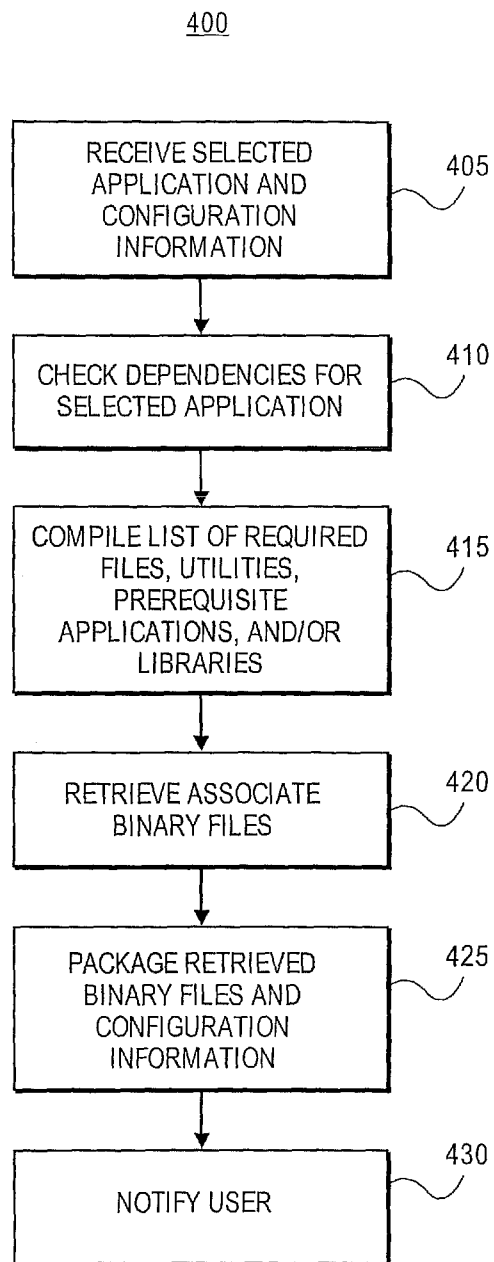 400
RECEIVE SELECTED
APPLICATION AND
CONFIGURATION
INFORMATION
405
CHECK DEPENDENCIES FOR
SELECTED APPLICATION
410
COMPILE LIST OF REQUIRED
FILES, UTILITIES,
PREREQUISITE
APPLICATIONS, AND/OR
LIBRARIES
415
RETRIEVE ASSOCIATE
BINARY FILES
420
PACKAGE RETRIEVED
BINARY FILES AND
CONFIGURATION
INFORMATION
425
NOTIFY USER
430